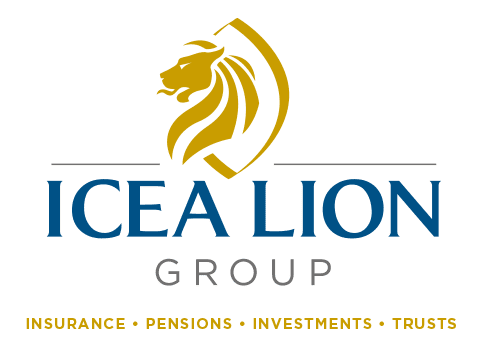 ICEA LION
GROUP
INSURANCE • PENSIONS • INVESTMENTS • TRUSTS